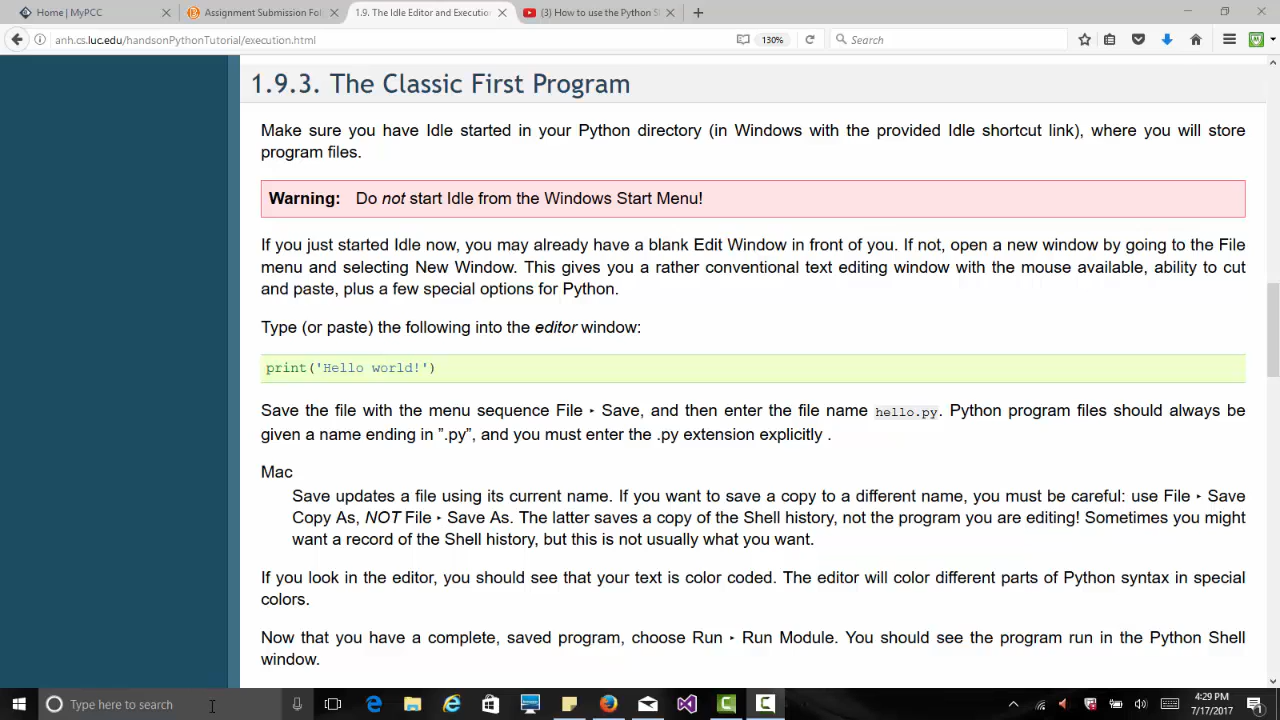 Home | MyPCC
Assignment Submission Fol
1.9. The Idle Editor and Executio
(3) How to use the Python S
anh.cs.luc.edu/handsonPythonTutorial/execution.html
130%
Search
1.9.3. The Classic First Program
Make sure you have Idle started in your Python directory (in Windows with the provided Idle shortcut link), where you will store
program files.
Warning: Do not start Idle from the Windows Start Menu!
If you just started Idle now, you may already have a blank Edit Window in front of you. If not, open a new window by going to the File
menu and selecting New Window. This gives you a rather conventional text editing window with the mouse available, ability to cut
and paste, plus a few special options for Python.
Type (or paste) the following into the editor window:
print('Hello world!')
Save the file with the menu sequence File ‣ Save, and then enter the file name hello.py. Python program files should always be
given a name ending in ”.py”, and you must enter the .py extension explicitly .
Mac
Save updates a file using its current name. If you want to save a copy to a different name, you must be careful: use File ‣ Save
Copy As, NOT File ‣ Save As. The latter saves a copy of the Shell history, not the program you are editing! Sometimes you might
want a record of the Shell history, but this is not usually what you want.
If you look in the editor, you should see that your text is color coded. The editor will color different parts of Python syntax in special
colors.
Now that you have a complete, saved program, choose Run ‣ Run Module. You should see the program run in the Python Shell
window.
Type here to search
4:29 PM
7/17/2017